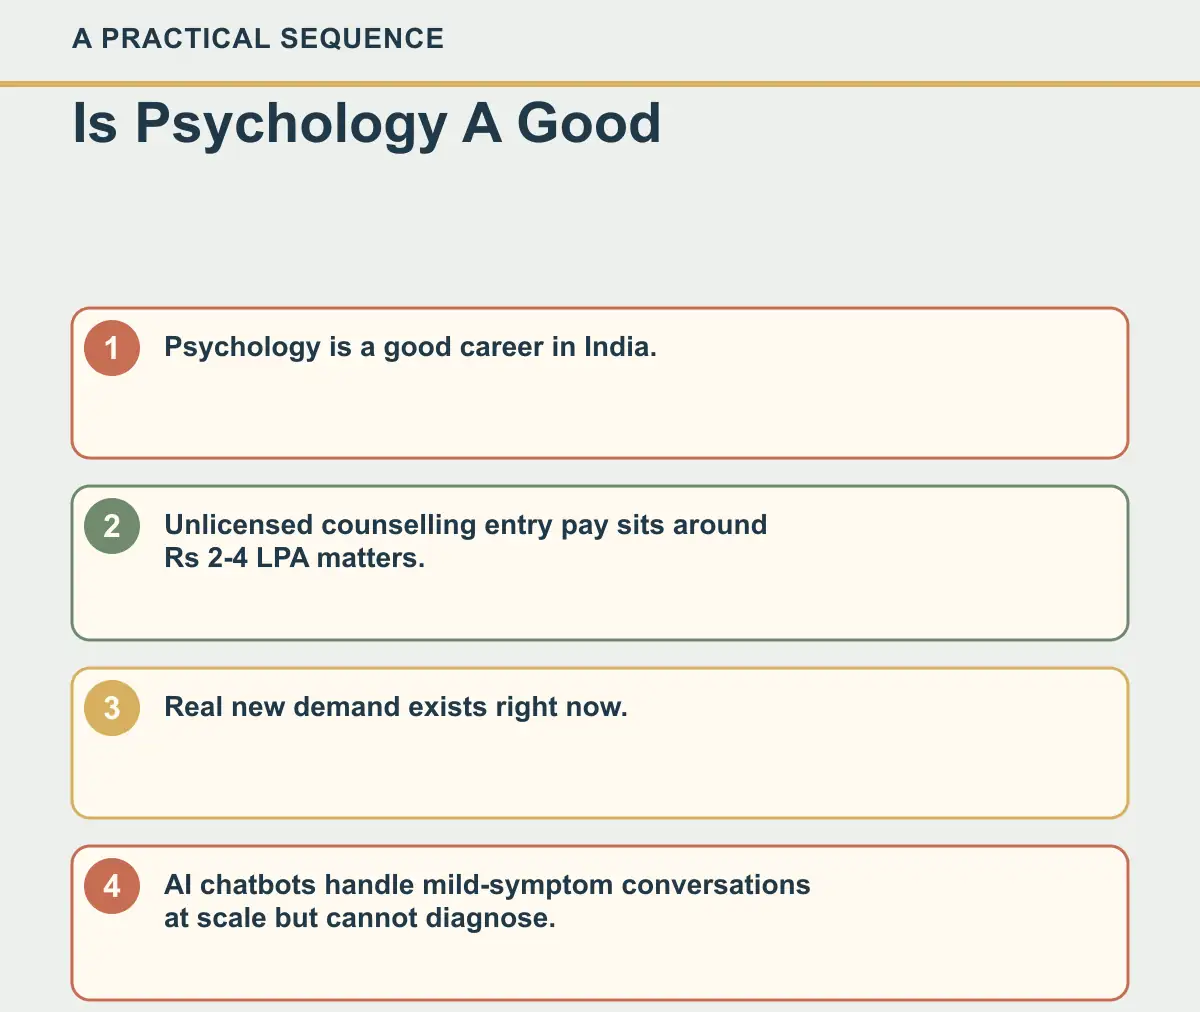 A PRACTICAL SEQUENCE
Is Psychology A Good
1
Psychology is a good career in India.
2
Unlicensed counselling entry pay sits around
Rs 2-4 LPA matters.
3
Real new demand exists right now.
4
AI chatbots handle mild-symptom conversations
at scale but cannot diagnose.